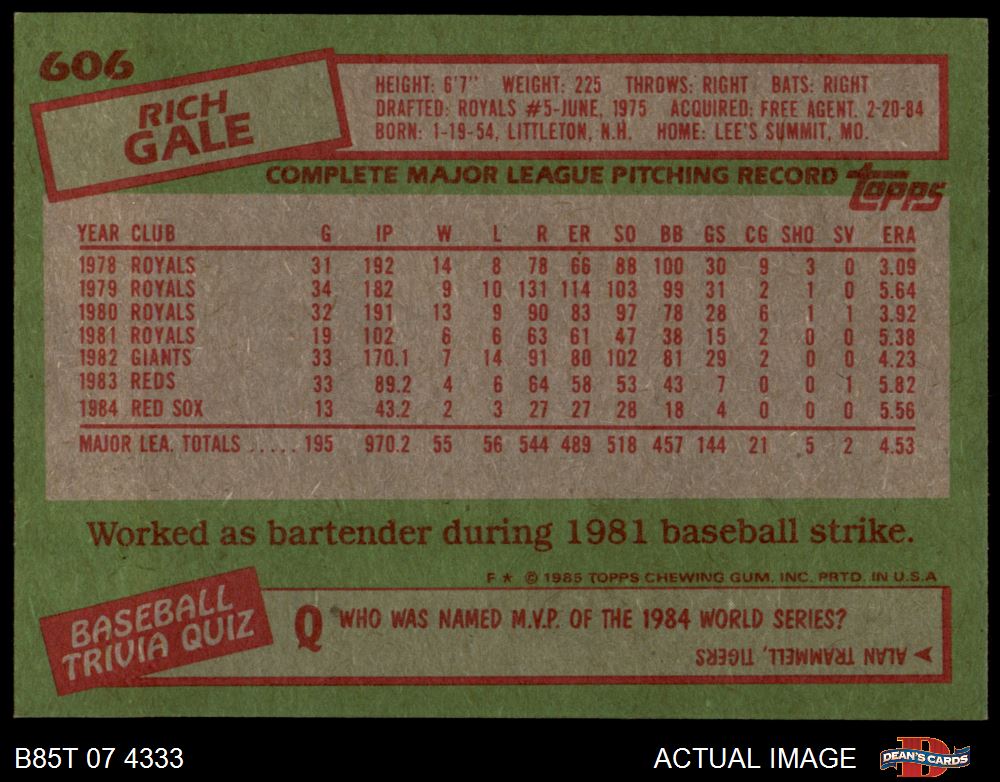 606
RICH
GALE
HEIGHT: 6'7" WEIGHT: 225 THROWS: RIGHT BATS: RIGHT
DRAFTED: ROYALS #5-JUNE, 1975 ACQUIRED: FREE AGENT, 2-20-84
BORN: 1-19-54, LITTLETON, N.H. HOME: LEE'S SUMMIT, MO.
COMPLETE MAJOR LEAGUE PITCHING RECORD
topps
YEAR CLUB G IP W L R ER SO BB GS CG SHO SV ERA
1978 ROYALS 31 192 14 8 78 66 88 100 30 9 3 0 3.09
1979 ROYALS 34 182 9 10 131 114 103 99 31 2 1 0 5.64
1980 ROYALS 32 191 13 9 90 83 97 78 28 6 1 1 3.92
1981 ROYALS 19 102 6 6 63 61 47 38 15 2 0 0 5.38
1982 GIANTS 33 170.1 7 14 91 80 102 81 29 2 0 0 4.23
1983 REDS 33 89.2 4 6 64 58 53 43 7 0 0 1 5.82
1984 RED SOX 13 43.2 2 3 27 27 28 18 4 0 0 0 5.56
MAJOR LEA. TOTALS ..... 195 970.2 55 56 544 489 518 457 144 21 5 2 4.53
Worked as bartender during 1981 baseball strike.
F * © 1985 TOPPS CHEWING GUM, INC. PRTD. IN U.S.A
BASEBALL
TRIVIA QUIZ
Q WHO WAS NAMED M.V.P. OF THE 1984 WORLD SERIES?
ALAN TRAMMELL, TIGERS
B85T 07 4333
ACTUAL IMAGE
D
DEAN'S CARDS